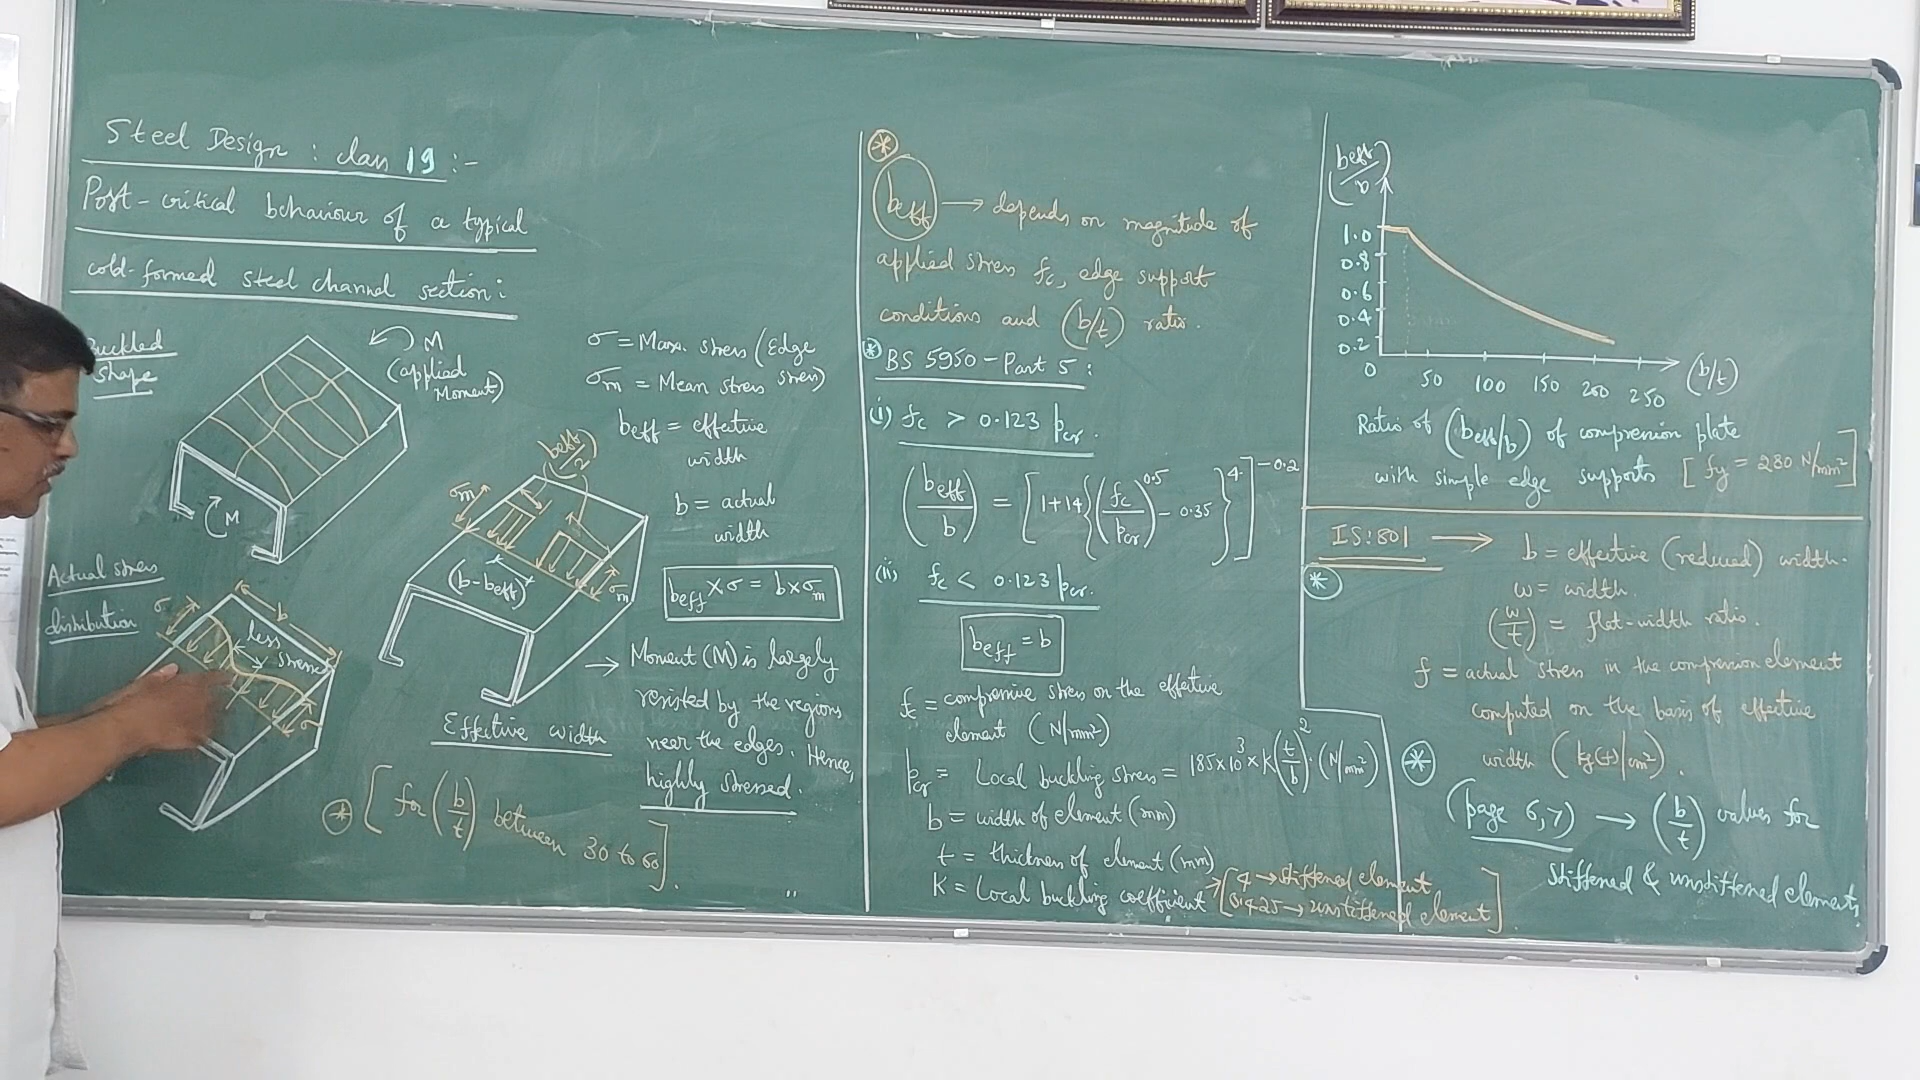 Steel Design : class 19 :-
Post-critical behaviour of a typical
cold-formed steel channel section:
Buckled
shape
M
(applied
Moment)
M
σ = Max. stress (Edge
stress)
σm = Mean stress
beff = effective
width
b = actual
width
beff × σ = b × σm
(beff/2)
σm
(b-beff)
σm
Effective width
Actual stress
distribution
σ
b
less
stresses
σ
→ Moment (M) is largely
resisted by the regions
near the edges. Hence,
highly stressed.
* [for (b/t) between 30 to 60].
*
beff → depends on magnitude of
applied stress fc, edge support
conditions and (b/t) ratio.
* BS 5950 - Part 5 :
(i) fc > 0.123 pcr.
(beff/b) = [1+14{(fc/pcr)^0.5 - 0.35}^4]^-0.2
(ii) fc < 0.123 pcr.
beff = b
fc = compressive stress on the effective
element (N/mm²)
pcr = Local buckling stress = 185×10³×K(t/b)². (N/mm²)
b = width of element (mm)
t = thickness of element (mm)
K = Local buckling coefficient → [4 → stiffened element
0.425 → unstiffened element].
(beff/b)
1.0
0.8
0.6
0.4
0.2
0 50 100 150 200 250 (b/t)
Ratio of (beff/b) of compression plate
with simple edge supports [fy = 280 N/mm²]
IS:801 → b = effective (reduced) width.
*
w = width.
(w/t) = flat-width ratio.
f = actual stress in the compression element
computed on the basis of effective
width (kg(f)/cm²).
*
(page 6,7) → (b/t) values for
stiffened & unstiffened elements